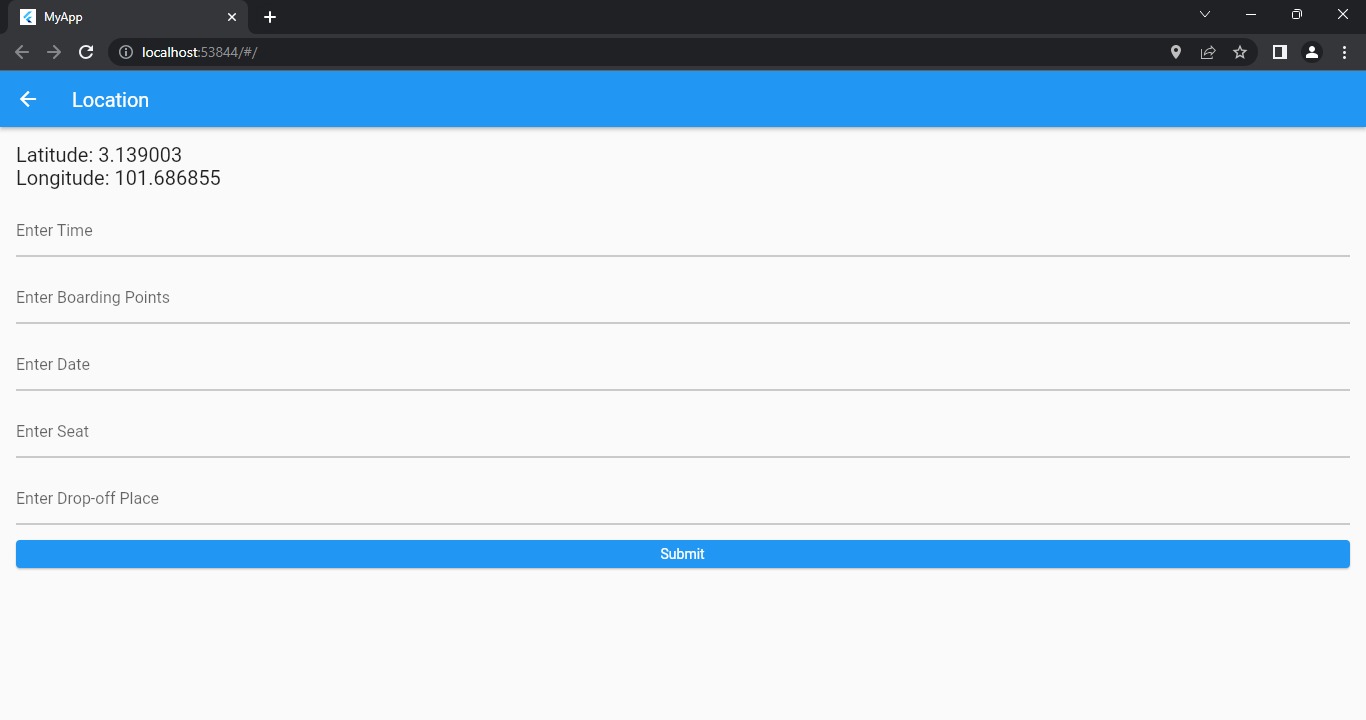 MyApp
localhost:53844/#/
Location
Latitude: 3.139003
Longitude: 101.686855
Enter Time
Enter Boarding Points
Enter Date
Enter Seat
Enter Drop-off Place
Submit